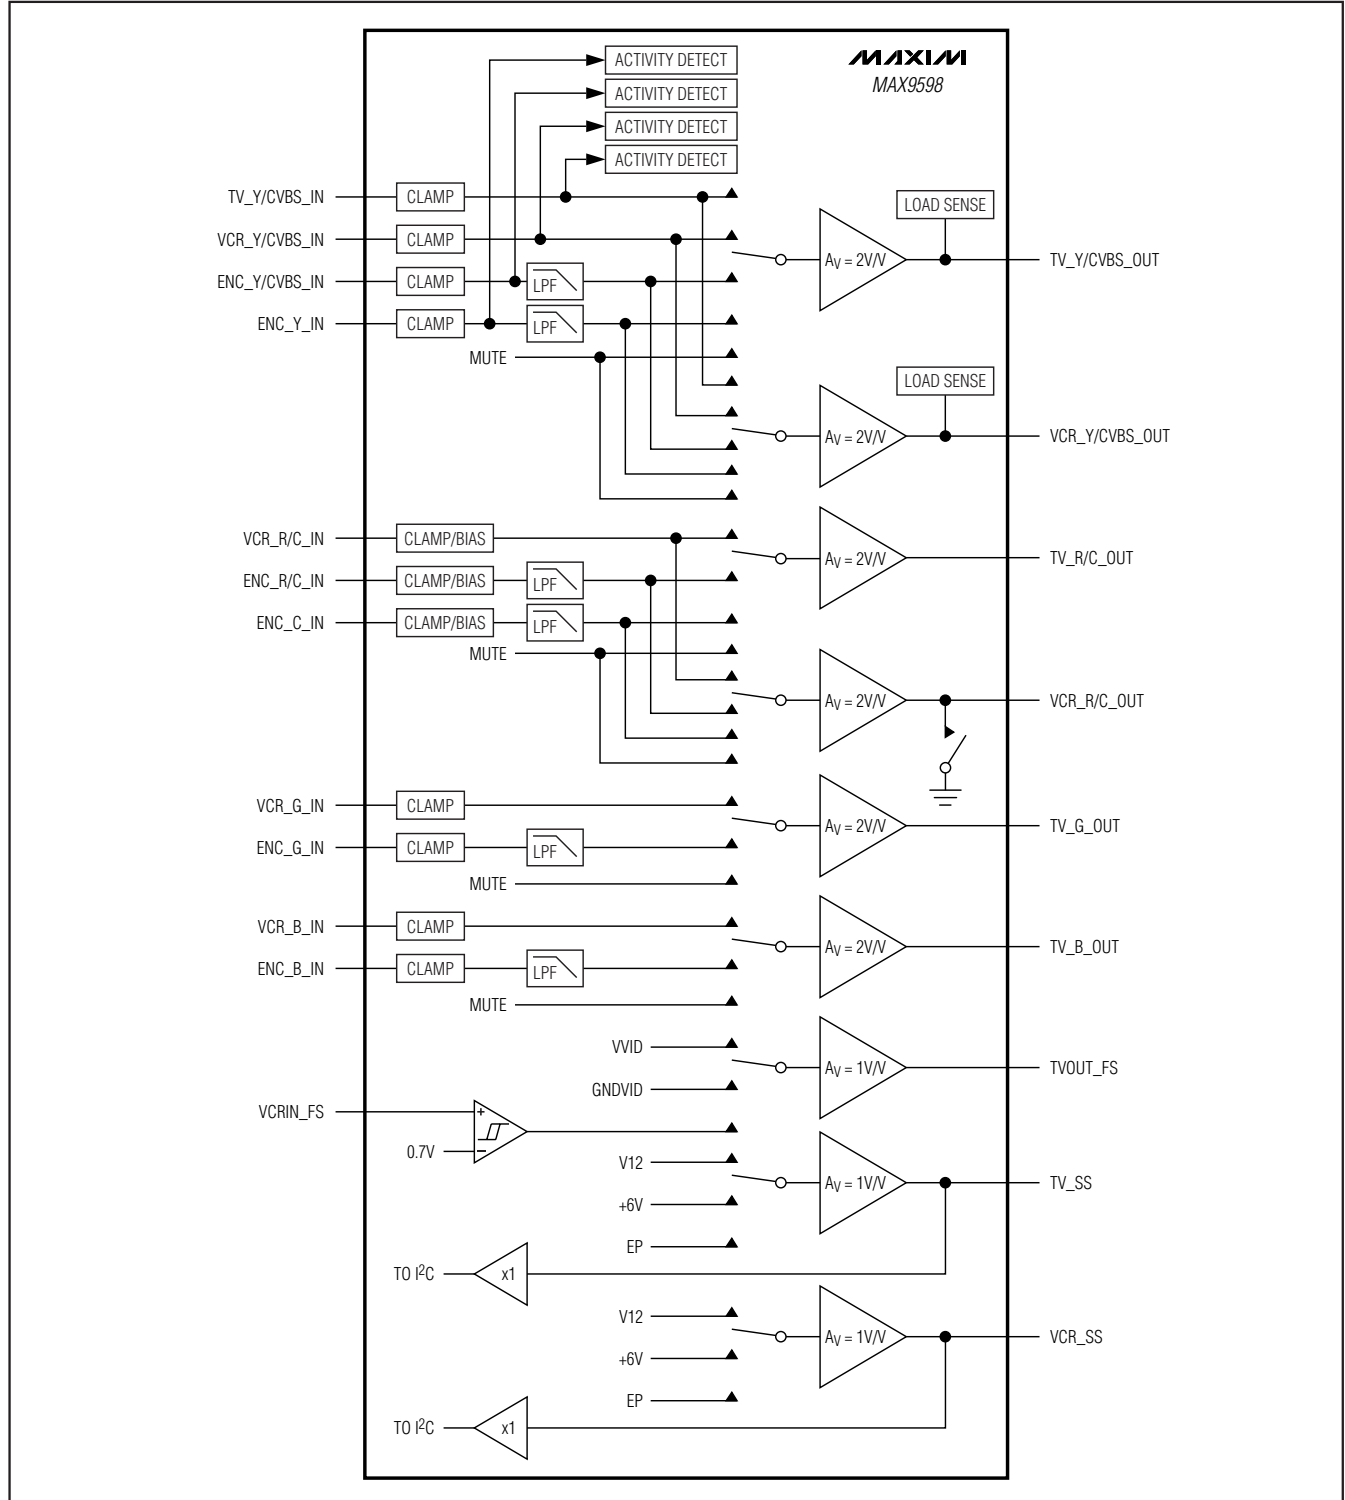 MAXIM
MAX9598
ACTIVITY DETECT
ACTIVITY DETECT
ACTIVITY DETECT
ACTIVITY DETECT
TV_Y/CVBS_IN CLAMP
LOAD SENSE
VCR_Y/CVBS_IN CLAMP
AV = 2V/V TV_Y/CVBS_OUT
ENC_Y/CVBS_IN CLAMP LPF
ENC_Y_IN CLAMP LPF
MUTE
LOAD SENSE
AV = 2V/V VCR_Y/CVBS_OUT
VCR_R/C_IN CLAMP/BIAS
AV = 2V/V TV_R/C_OUT
ENC_R/C_IN CLAMP/BIAS LPF
ENC_C_IN CLAMP/BIAS LPF
MUTE
AV = 2V/V VCR_R/C_OUT
VCR_G_IN CLAMP
AV = 2V/V TV_G_OUT
ENC_G_IN CLAMP LPF
MUTE
VCR_B_IN CLAMP
AV = 2V/V TV_B_OUT
ENC_B_IN CLAMP LPF
MUTE
VVID
AV = 1V/V TVOUT_FS
GNDVID
VCRIN_FS +
0.7V −
V12
AV = 1V/V TV_SS
+6V
EP
TO I2C x1
V12
AV = 1V/V VCR_SS
+6V
EP
TO I2C x1